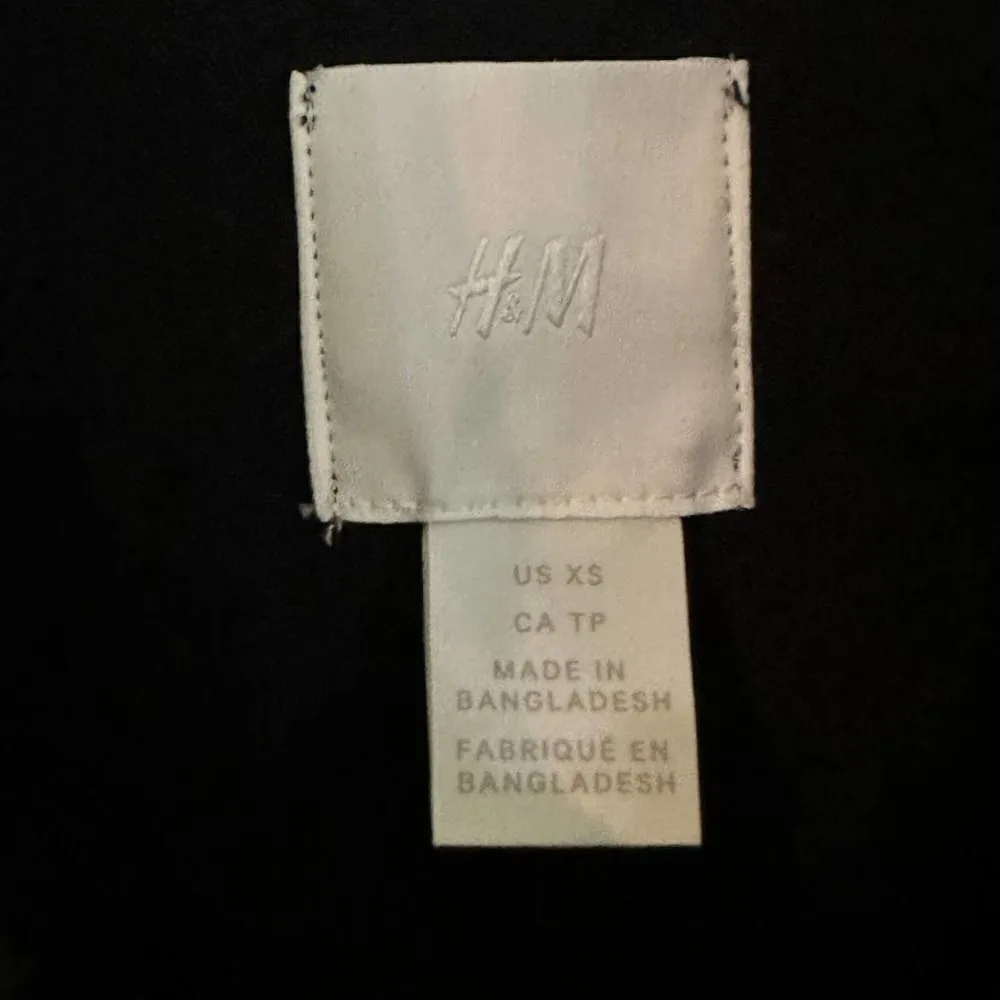 H&M
US XS
CA TP
MADE IN
BANGLADESH
FABRIQUÉ EN
BANGLADESH